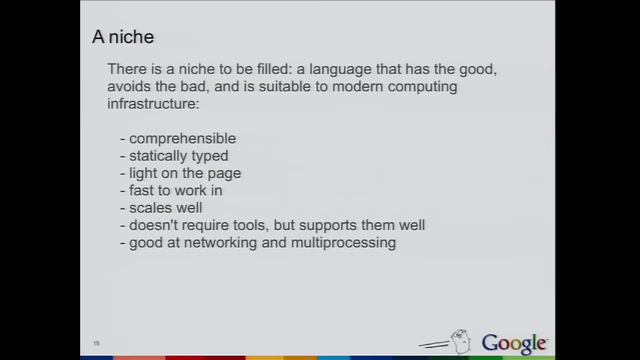 A niche
There is a niche to be filled: a language that has the good,
avoids the bad, and is suitable to modern computing
infrastructure:
- comprehensible
- statically typed
- light on the page
- fast to work in
- scales well
- doesn't require tools, but supports them well
- good at networking and multiprocessing
15
Google